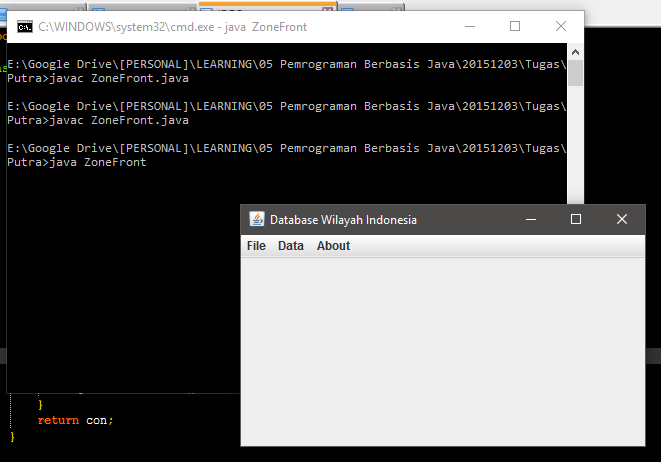 C:\WINDOWS\system32\cmd.exe - java  ZoneFront
E:\Google Drive\[PERSONAL]\LEARNING\05 Pemrograman Berbasis Java\20151203\Tugas\
Putra>javac ZoneFront.java
E:\Google Drive\[PERSONAL]\LEARNING\05 Pemrograman Berbasis Java\20151203\Tugas\
Putra>javac ZoneFront.java
E:\Google Drive\[PERSONAL]\LEARNING\05 Pemrograman Berbasis Java\20151203\Tugas\
Putra>java ZoneFront
Database Wilayah Indonesia
File Data About
}
return con;
}